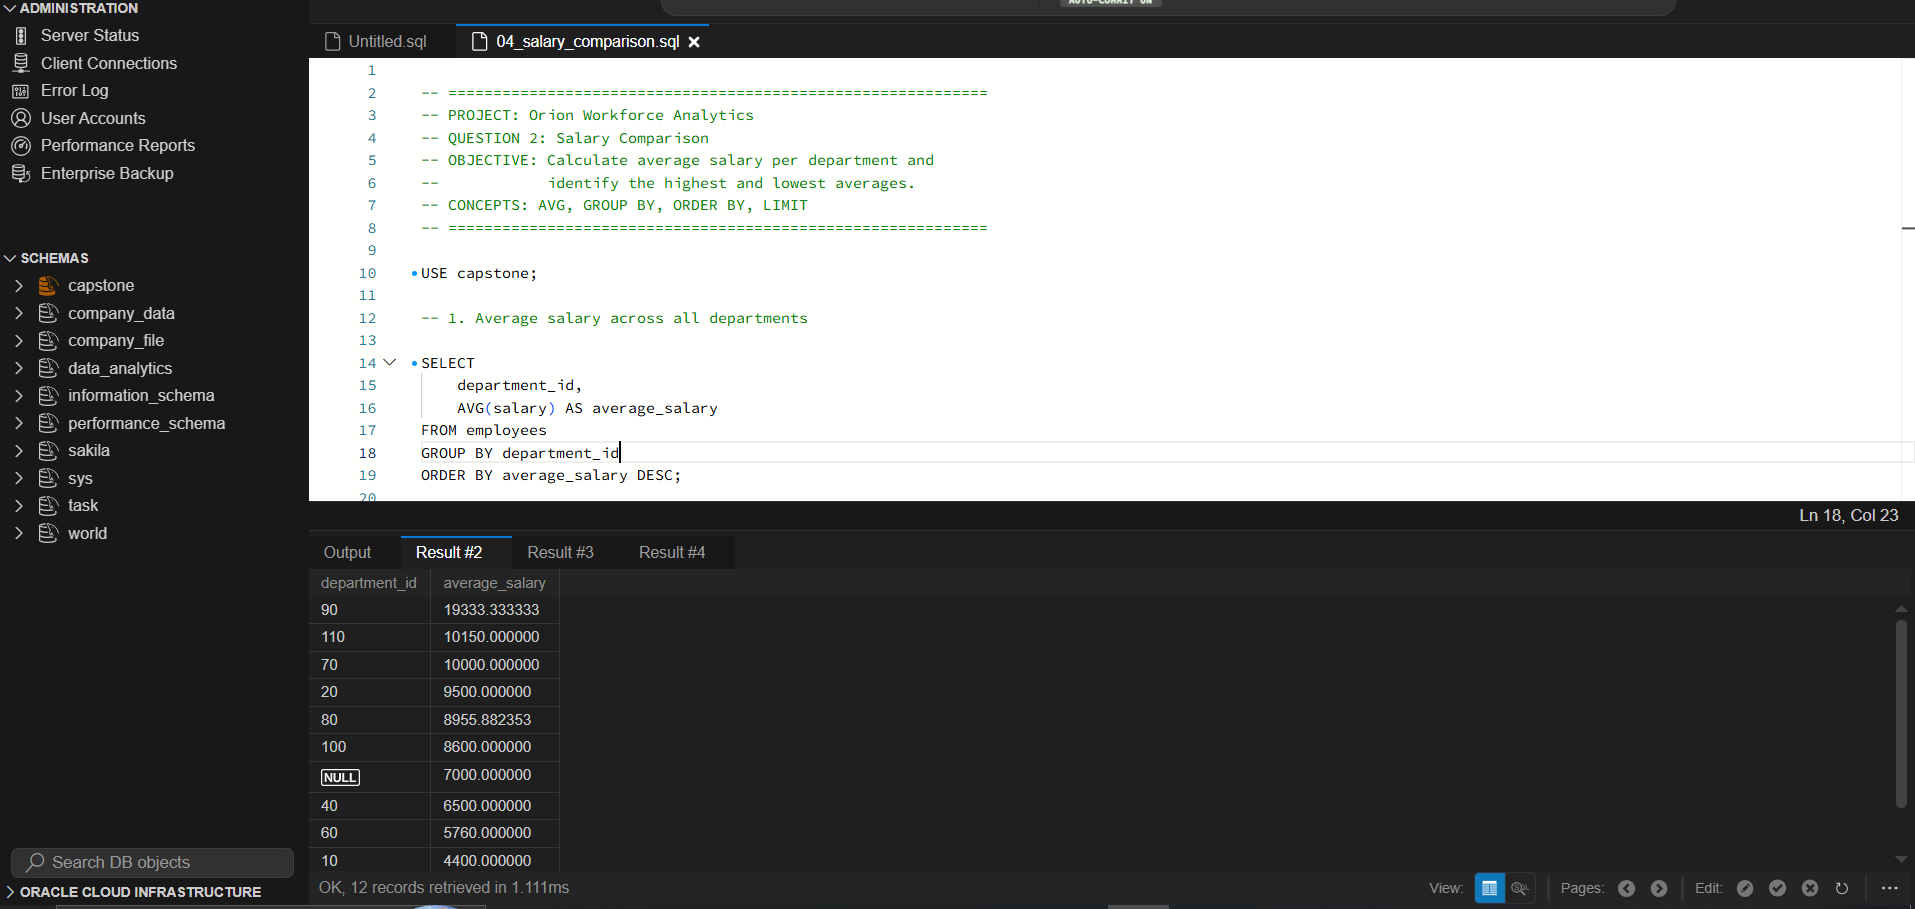 AUTO-COMMIT ON
ADMINISTRATION
Server Status
Client Connections
Error Log
User Accounts
Performance Reports
Enterprise Backup
SCHEMAS
capstone
company_data
company_file
data_analytics
information_schema
performance_schema
sakila
sys
task
world
Search DB objects
ORACLE CLOUD INFRASTRUCTURE
Untitled.sql
04_salary_comparison.sql
1
2 -- ============================================================
3 -- PROJECT: Orion Workforce Analytics
4 -- QUESTION 2: Salary Comparison
5 -- OBJECTIVE: Calculate average salary per department and
6 --            identify the highest and lowest averages.
7 -- CONCEPTS: AVG, GROUP BY, ORDER BY, LIMIT
8 -- ============================================================
9
10 USE capstone;
11
12 -- 1. Average salary across all departments
13
14 SELECT
15     department_id,
16     AVG(salary) AS average_salary
17 FROM employees
18 GROUP BY department_id
19 ORDER BY average_salary DESC;
20
Ln 18, Col 23
Output Result #2 Result #3 Result #4
department_id average_salary
90 19333.333333
110 10150.000000
70 10000.000000
20 9500.000000
80 8955.882353
100 8600.000000
NULL 7000.000000
40 6500.000000
60 5760.000000
10 4400.000000
OK, 12 records retrieved in 1.111ms
View: SQL Pages: Edit: